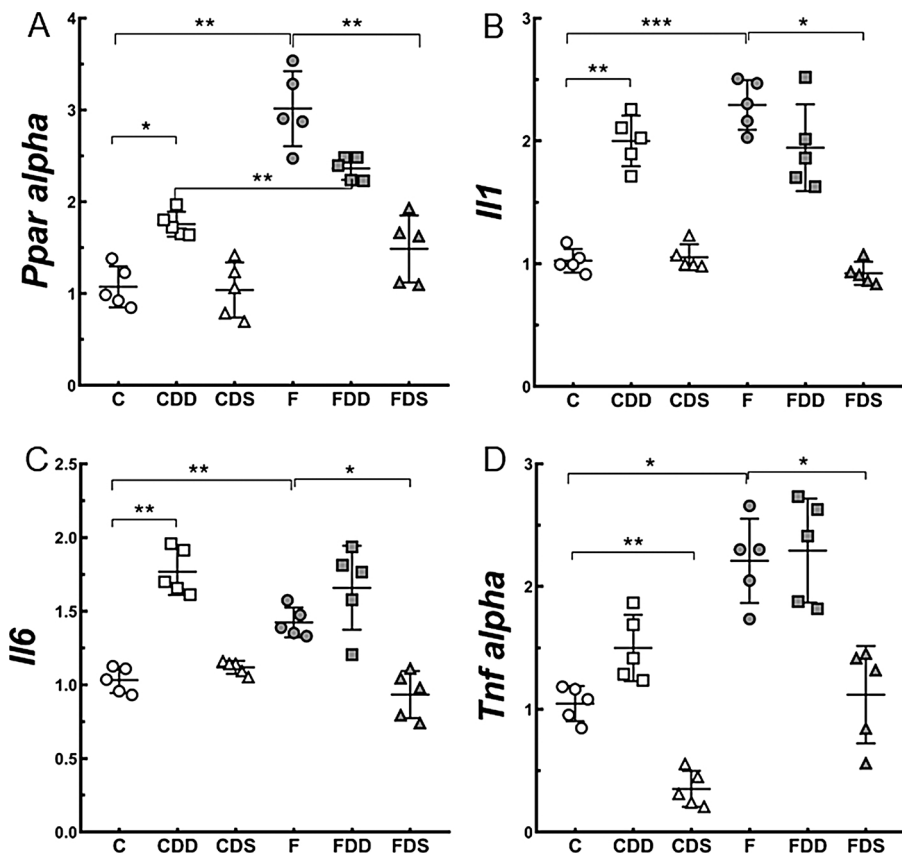 A
Ppar alpha
4
3
2
1
0
** **
*
**
C CDD CDS F FDD FDS
B
Il1
3
2
1
0
*** *
**
C CDD CDS F FDD FDS
C
Il6
2.5
2.0
1.5
1.0
0.5
0.0
** *
**
C CDD CDS F FDD FDS
D
Tnf alpha
3
2
1
0
* *
**
C CDD CDS F FDD FDS